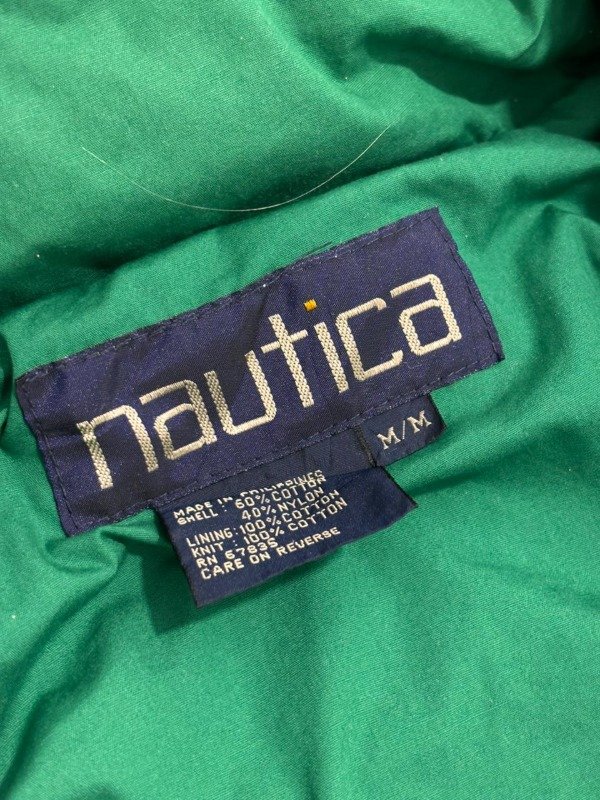 nautica
M/M
MADE IN PHILIPPINES
SHELL : 60% COTTON
40% NYLON
LINING: 100% COTTON
KNIT : 100% COTTON
RN 67835
CARE ON REVERSE